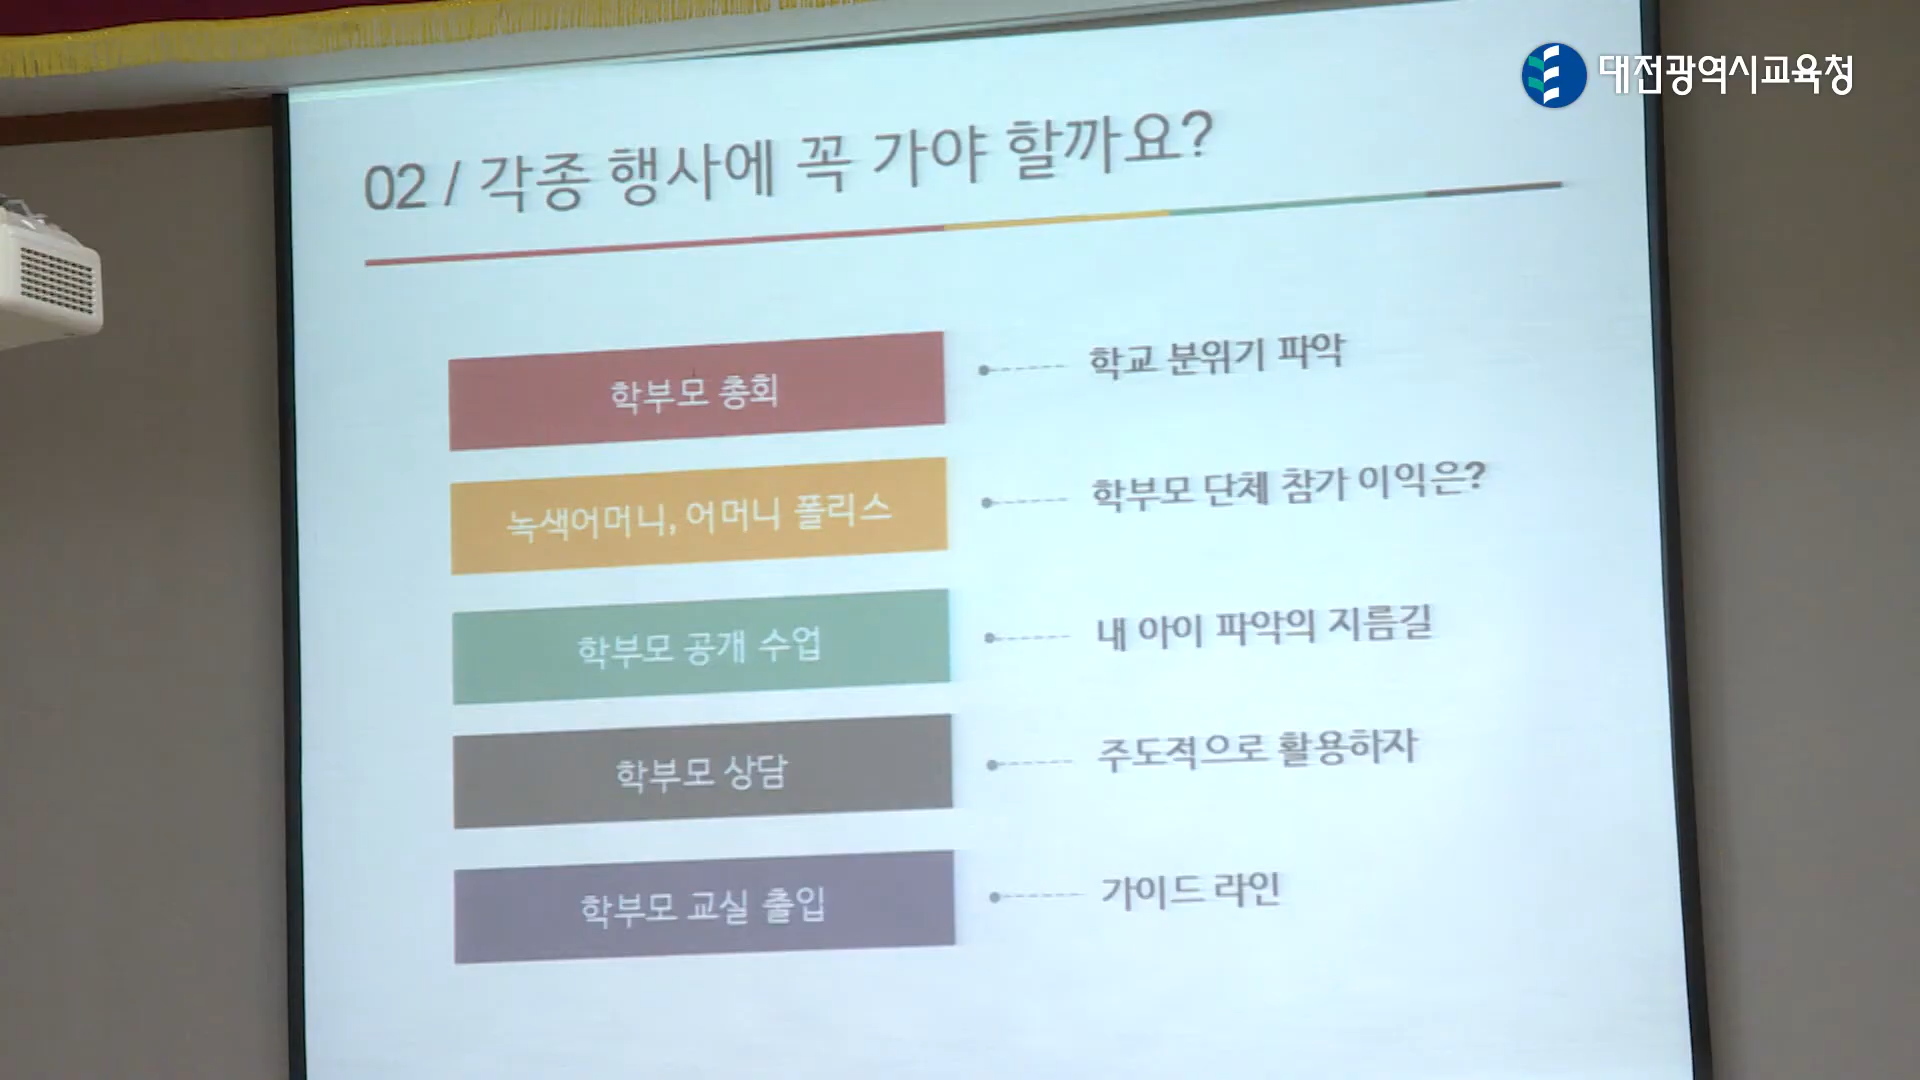 대전광역시교육청
02 / 각종 행사에 꼭 가야 할까요?
학부모 총회
학교 분위기 파악
녹색어머니, 어머니 폴리스
학부모 단체 참가 이익은?
학부모 공개 수업
내 아이 파악의 지름길
학부모 상담
주도적으로 활용하자
학부모 교실 출입
가이드 라인